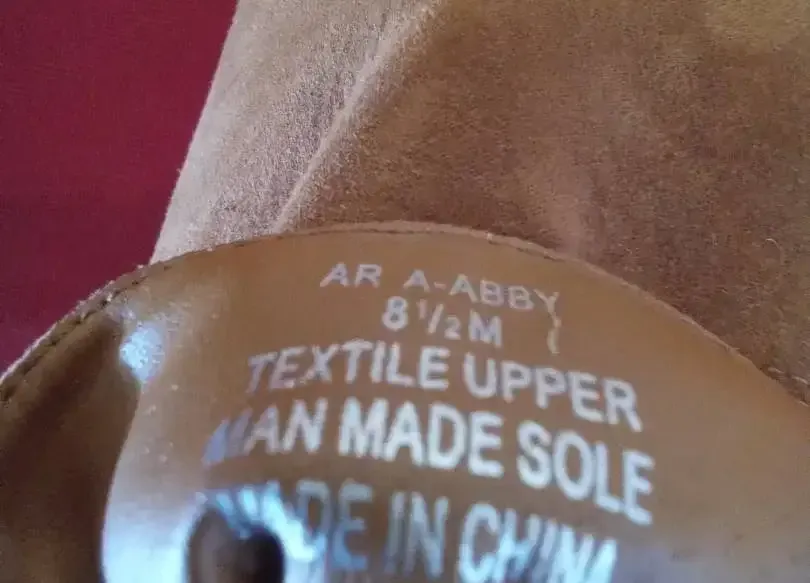 AR A-ABBY
8½M
TEXTILE UPPER
MAN MADE SOLE
MADE IN CHINA